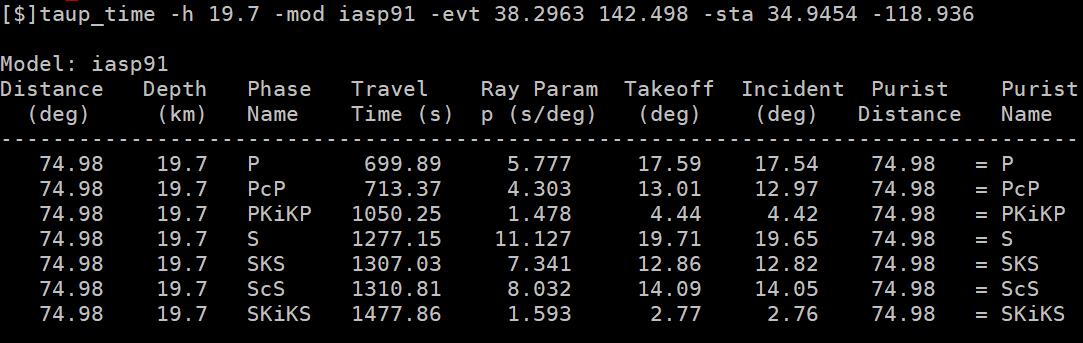 [$]taup_time -h 19.7 -mod iasp91 -evt 38.2963 142.498 -sta 34.9454 -118.936
Model: iasp91
Distance Depth Phase Travel Ray Param Takeoff Incident Purist Purist
(deg) (km) Name Time (s) p (s/deg) (deg) (deg) Distance Name
-----------------------------------------------------------------------------------
74.98 19.7 P 699.89 5.777 17.59 17.54 74.98 = P
74.98 19.7 PcP 713.37 4.303 13.01 12.97 74.98 = PcP
74.98 19.7 PKiKP 1050.25 1.478 4.44 4.42 74.98 = PKiKP
74.98 19.7 S 1277.15 11.127 19.71 19.65 74.98 = S
74.98 19.7 SKS 1307.03 7.341 12.86 12.82 74.98 = SKS
74.98 19.7 ScS 1310.81 8.032 14.09 14.05 74.98 = ScS
74.98 19.7 SKiKS 1477.86 1.593 2.77 2.76 74.98 = SKiKS